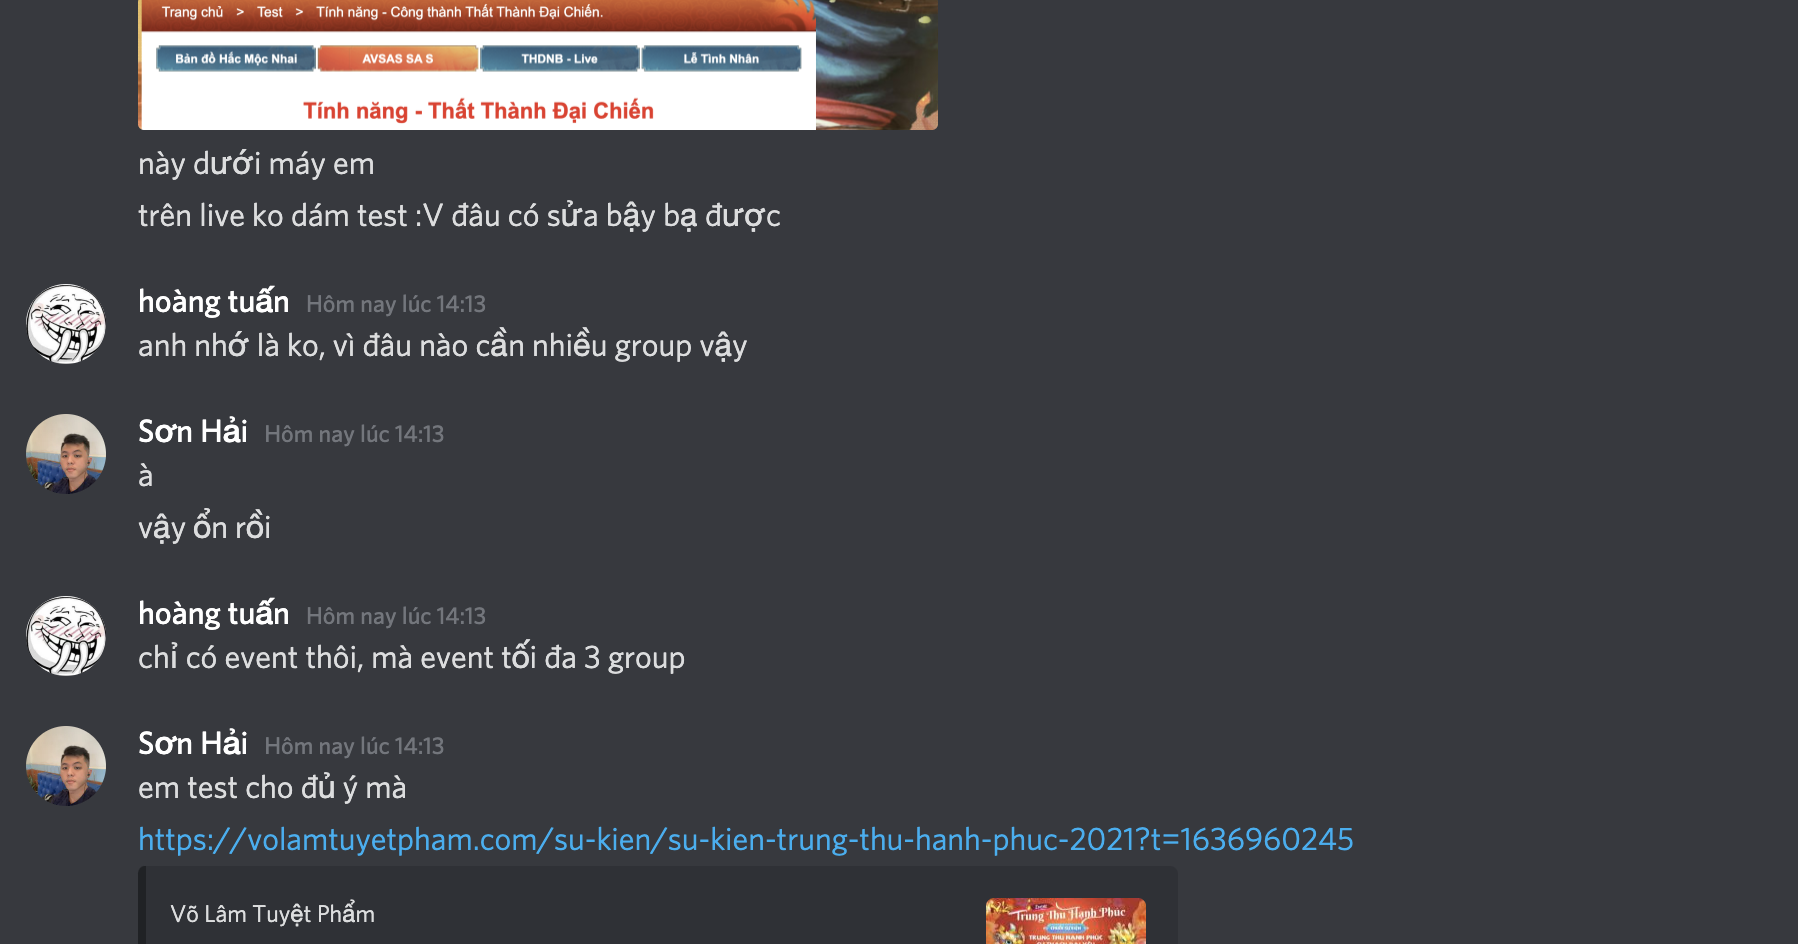 Trang chủ > Test > Tính năng - Công thành Thất Thành Đại Chiến.
Bản đồ Hắc Mộc Nhai AVSAS SA S THDNB - Live Lễ Tình Nhân
Tính năng - Thất Thành Đại Chiến
này dưới máy em
trên live ko dám test :V đâu có sửa bậy bạ được
hoàng tuấn Hôm nay lúc 14:13
anh nhớ là ko, vì đâu nào cần nhiều group vậy
Sơn Hải Hôm nay lúc 14:13
à
vậy ổn rồi
hoàng tuấn Hôm nay lúc 14:13
chỉ có event thôi, mà event tối đa 3 group
Sơn Hải Hôm nay lúc 14:13
em test cho đủ ý mà
https://volamtuyetpham.com/su-kien/su-kien-trung-thu-hanh-phuc-2021?t=1636960245
Võ Lâm Tuyệt Phẩm
Trung Thu Hạnh Phúc
TRUNG THU HẠNH PHÚC